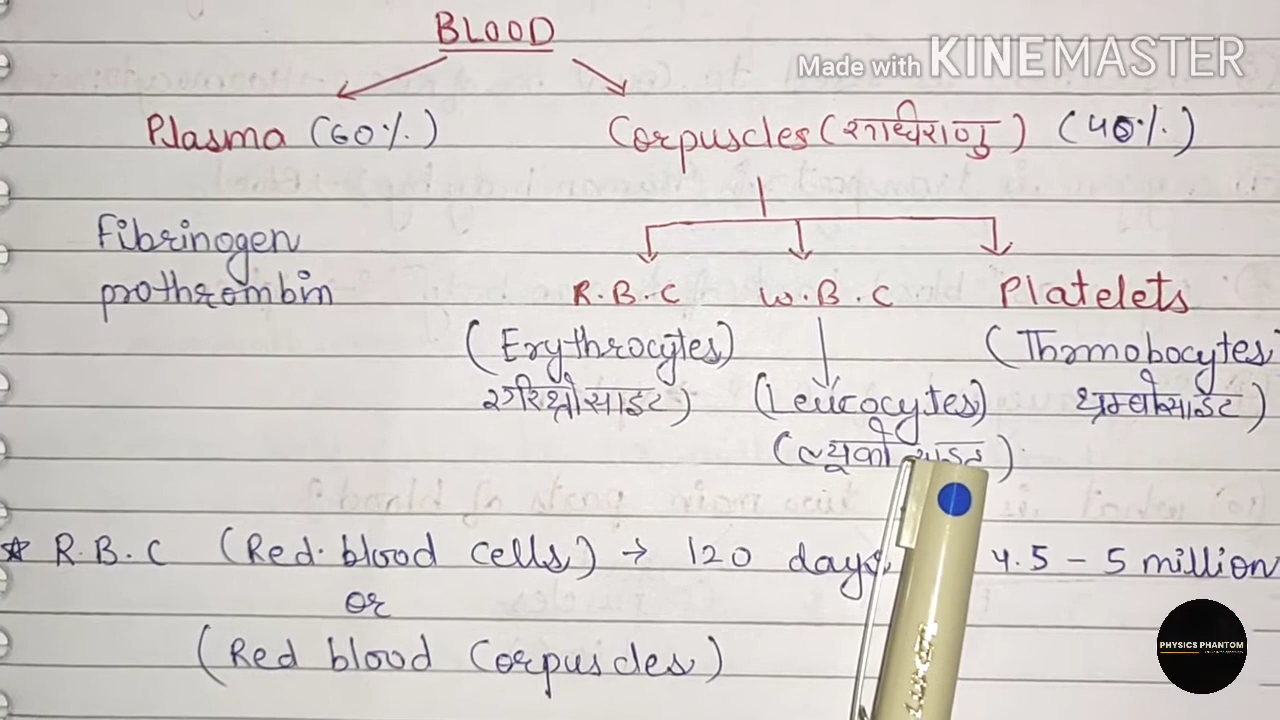 BLOOD
Made with KINEMASTER
Plasma (60%.) Corpuscles (रूधिराणु) (40%.)
Fibrinogen
prothrombin
R.B.C W.B.C Platelets
(Erythrocytes) (Thrmobocytes
एरिथ्रोसाइट) (Leucocytes) थ्रम्बोसाईट)
(ल्यूको
* R.B.C (Red blood cells) → 120 days 4.5 - 5 million
or
(Red blood Corpuscles)
PHYSICS PHANTOM